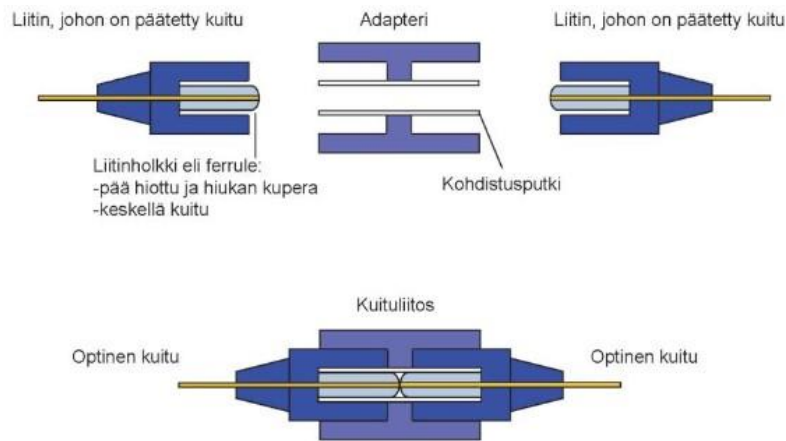 Liitin, johon on päätetty kuitu
Adapteri
Liitin, johon on päätetty kuitu
Liitinholkki eli ferrule:
-pää hiottu ja hiukan kupera
-keskellä kuitu
Kohdistusputki
Kuituliitos
Optinen kuitu
Optinen kuitu